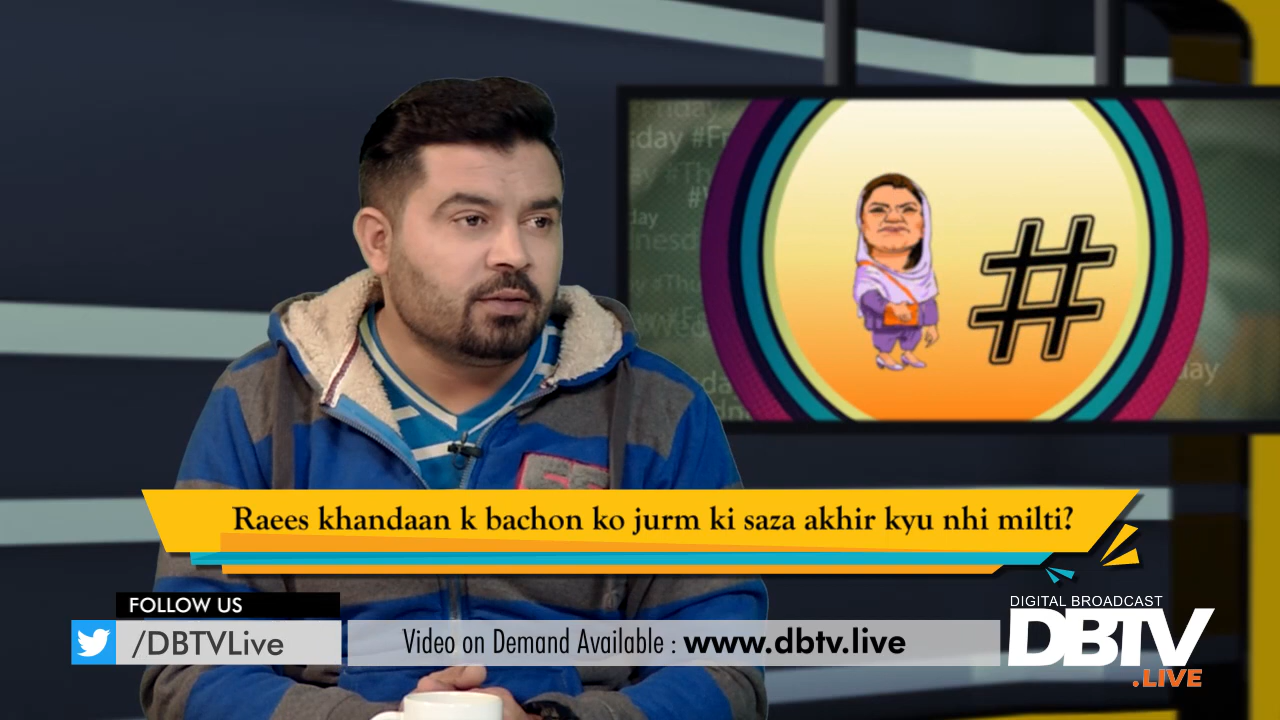 #
Raees khandaan k bachon ko jurm ki saza akhir kyu nhi milti?
FOLLOW US
/DBTVLive
Video on Demand Available : www.dbtv.live
DIGITAL BROADCAST
DBTV
.LIVE